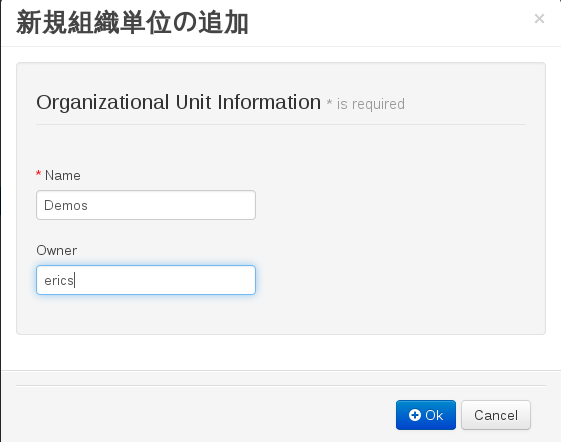 新規組織単位の追加
×
Organizational Unit Information * is required
* Name
Demos
Owner
erics
Ok
Cancel